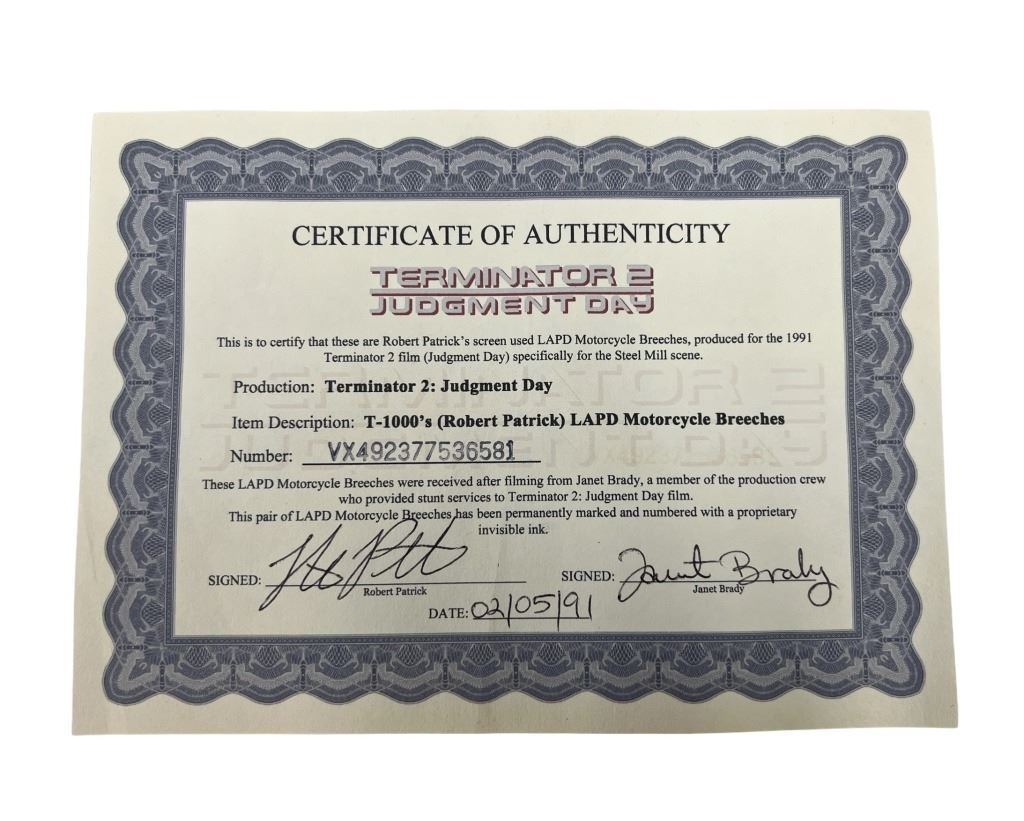 CERTIFICATE OF AUTHENTICITY
TERMINATOR 2
JUDGMENT DAY
This is to certify that these are Robert Patrick's screen used LAPD Motorcycle Breeches, produced for the 1991
Terminator 2 film (Judgment Day) specifically for the Steel Mill scene.
Production: Terminator 2: Judgment Day
Item Description: T-1000's (Robert Patrick) LAPD Motorcycle Breeches
Number: VX492377536581
These LAPD Motorcycle Breeches were received after filming from Janet Brady, a member of the production crew
who provided stunt services to Terminator 2: Judgment Day film.
This pair of LAPD Motorcycle Breeches has been permanently marked and numbered with a proprietary
invisible ink.
SIGNED: SIGNED: Janet Brady
Robert Patrick Janet Brady
DATE: 02/05/91